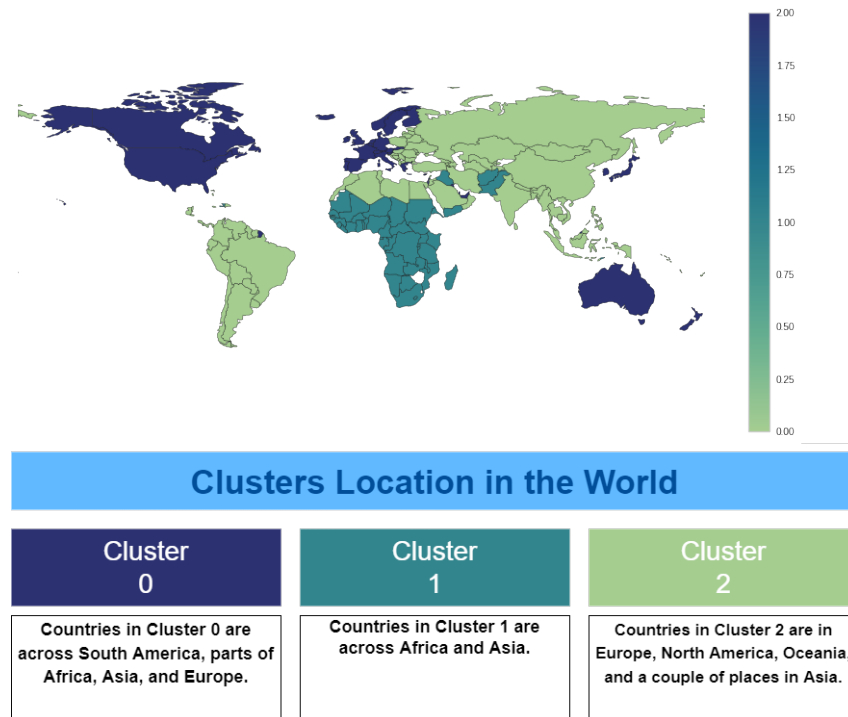 2.00
1.75
1.50
1.25
1.00
0.75
0.50
0.25
0.00
Clusters Location in the World
Cluster
0
Countries in Cluster 0 are
across South America, parts of
Africa, Asia, and Europe.
Cluster
1
Countries in Cluster 1 are
across Africa and Asia.
Cluster
2
Countries in Cluster 2 are in
Europe, North America, Oceania,
and a couple of places in Asia.